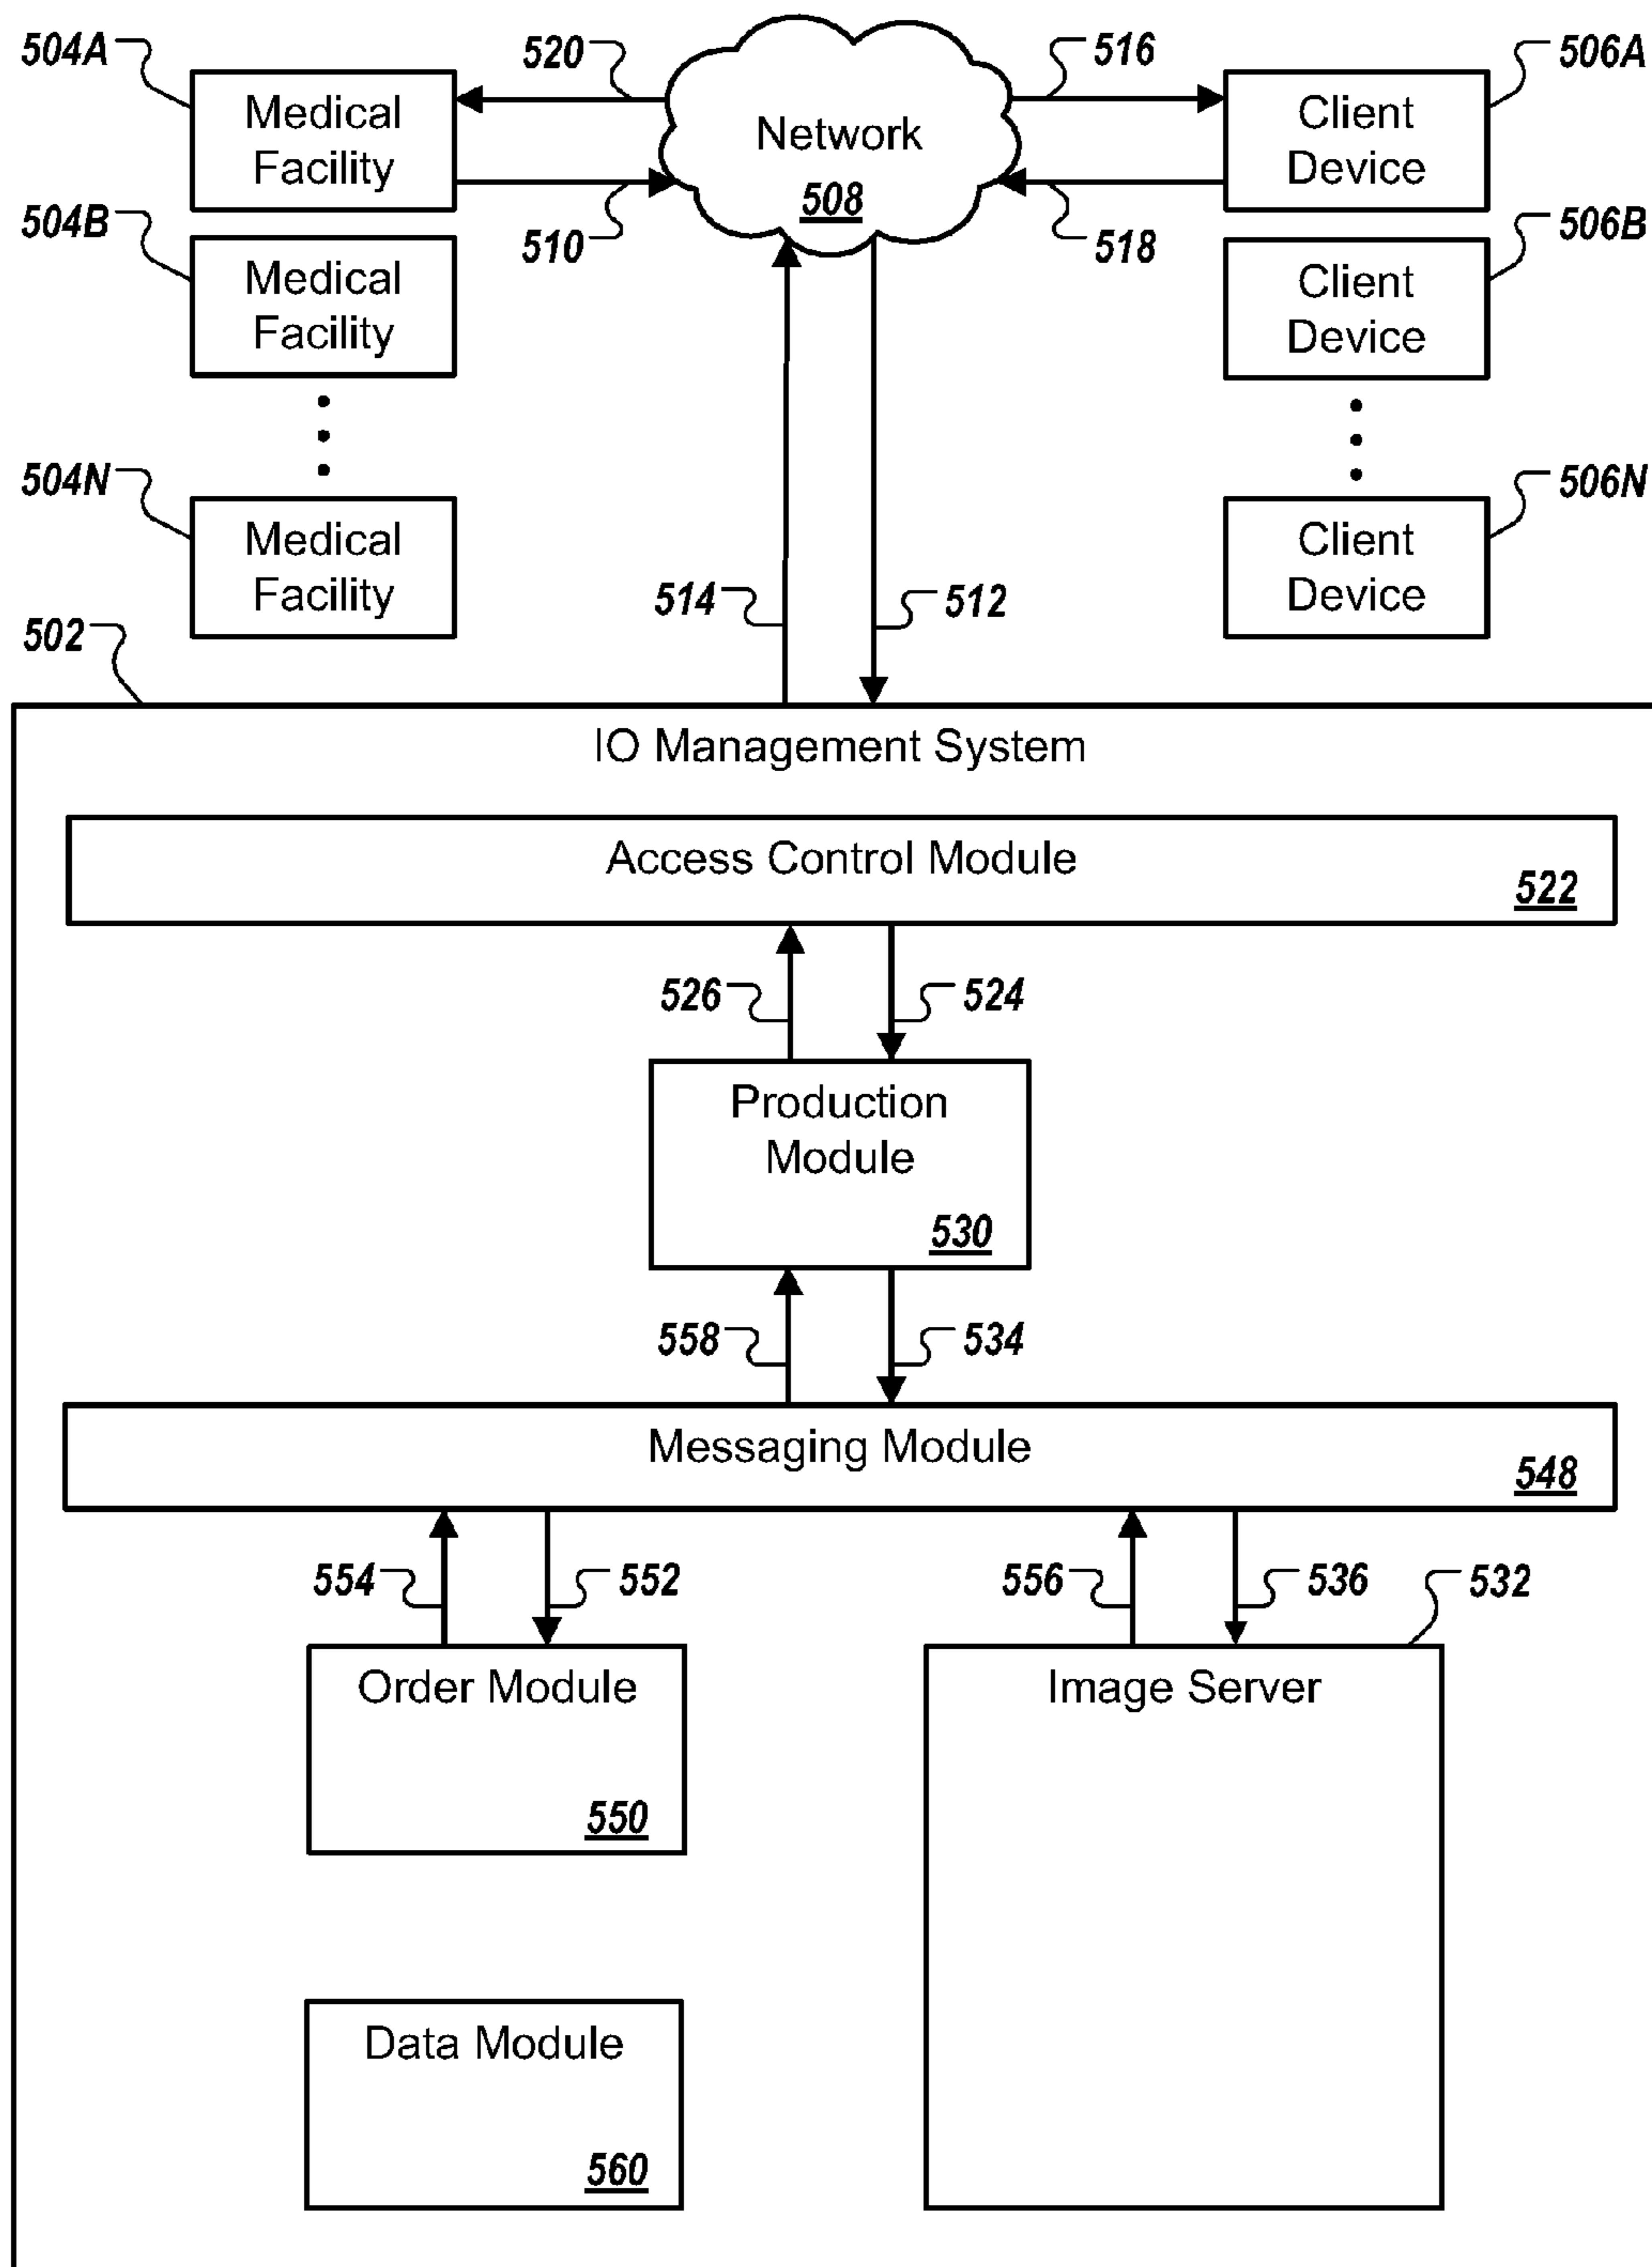 504A
520
516
506A
Medical
Facility
Network
508
Client
Device
504B
510
518
506B
Medical
Facility
Client
Device
504N
506N
Medical
Facility
Client
Device
502
514
512
IO Management System
Access Control Module
522
526
524
Production
Module
530
558
534
Messaging Module
548
554
552
556
536
532
Order Module
550
Image Server
Data Module
560